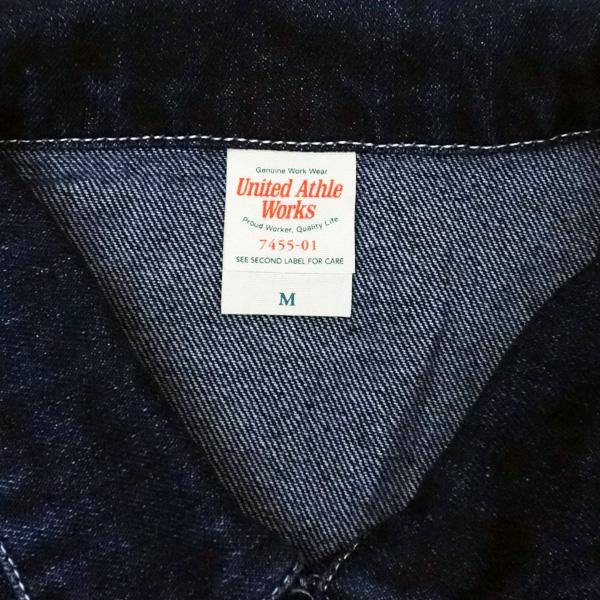 Genuine Work Wear
United Athle
Works
Proud Worker, Quality Life
7455-01
SEE SECOND LABEL FOR CARE
M